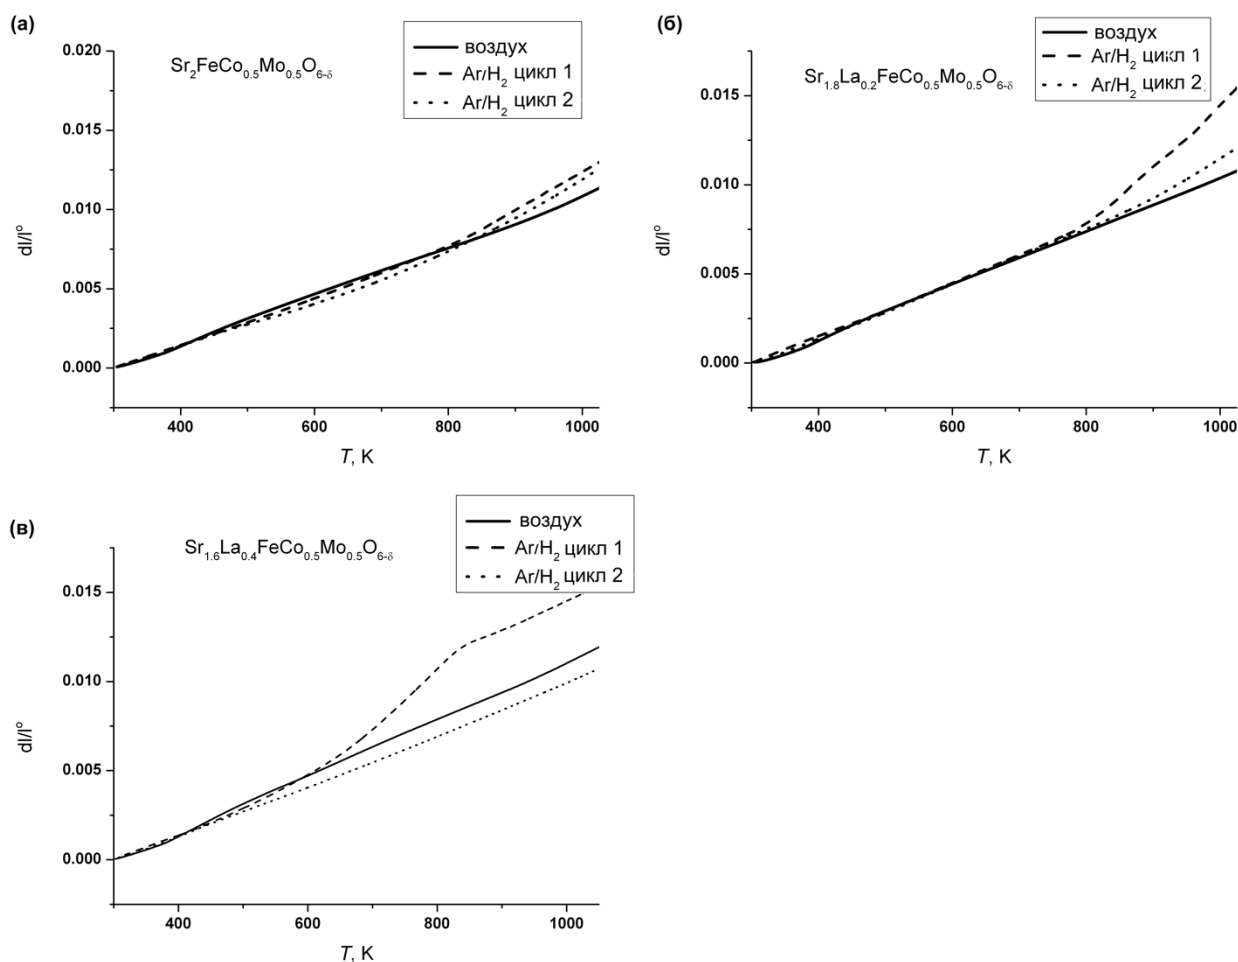 (а)
Sr2FeCo0.5Mo0.5O6-δ
воздух
Ar/H2 цикл 1
Ar/H2 цикл 2
0.020
0.015
0.010
0.005
0.000
dl/l°
400 600 800 1000
T, K
(б)
Sr1.8La0.2FeCo0.5Mo0.5O6-δ
воздух
Ar/H2 цикл 1
Ar/H2 цикл 2
0.015
0.010
0.005
0.000
dl/l°
400 600 800 1000
T, K
(в)
Sr1.6La0.4FeCo0.5Mo0.5O6-δ
воздух
Ar/H2 цикл 1
Ar/H2 цикл 2
0.015
0.010
0.005
0.000
dl/l°
400 600 800 1000
T, K